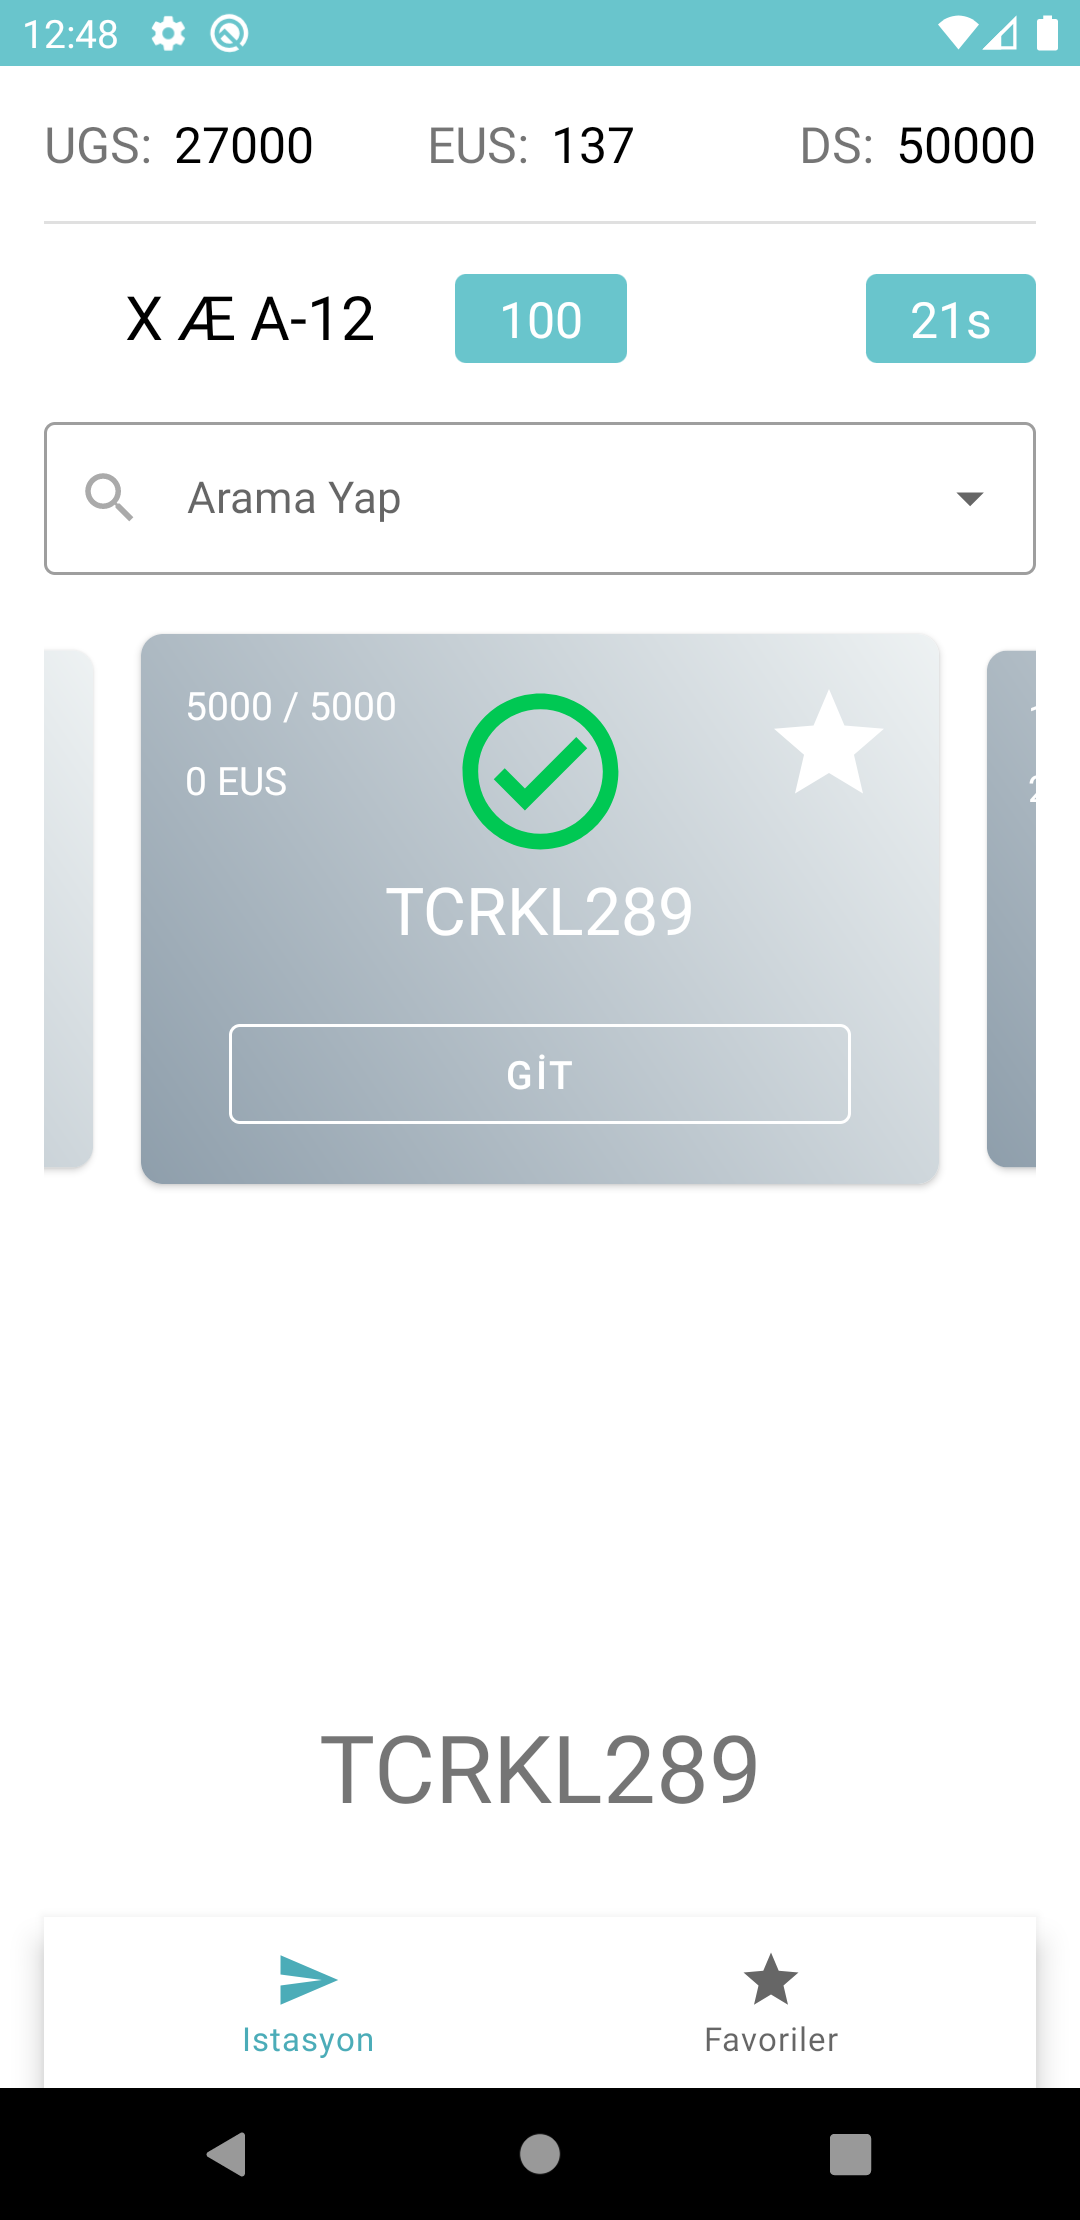 12:48
UGS: 27000 EUS: 137 DS: 50000
X Æ A-12 100 21s
Arama Yap
5000 / 5000
0 EUS
TCRKL289
GİT
TCRKL289
Istasyon Favoriler